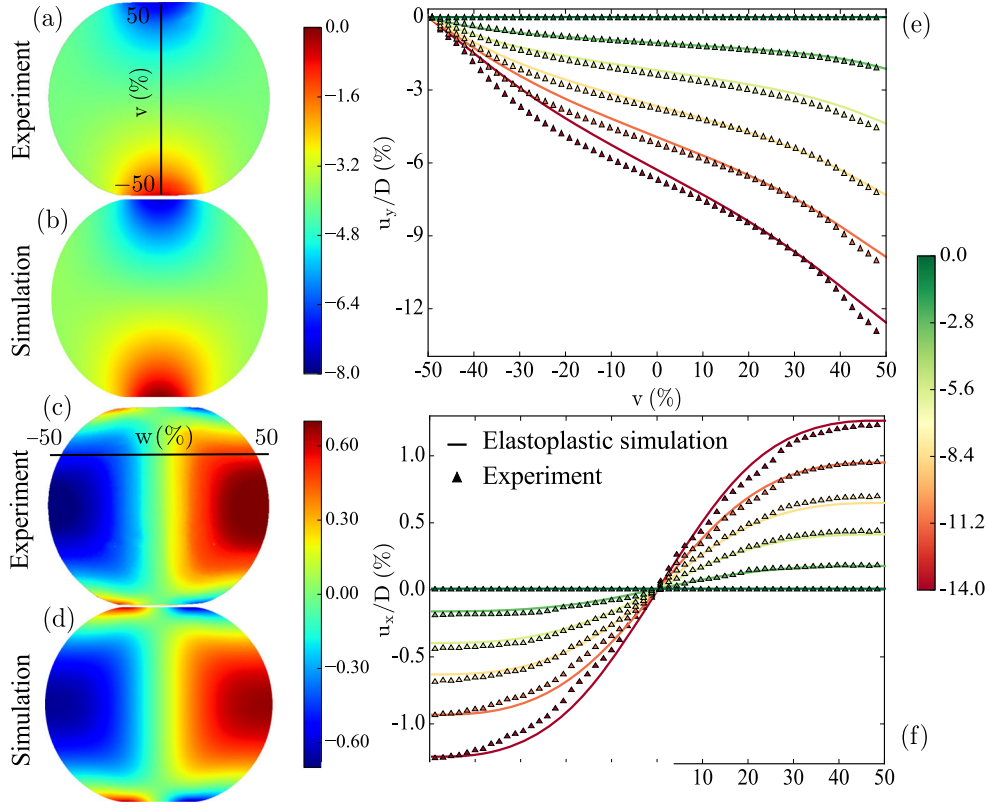 (a)
50
v (%)
−50
Experiment
(b)
Simulation
0.0
−1.6
−3.2
−4.8
−6.4
−8.0
(c)
−50
w (%)
50
Experiment
(d)
Simulation
0.60
0.30
0.00
−0.30
−0.60
(e)
0
-3
-6
-9
-12
u_y/D (%)
-50 -40 -30 -20 -10 0 10 20 30 40 50
v (%)
0.0
-2.8
-5.6
-8.4
-11.2
-14.0
Elastoplastic simulation
Experiment
1.0
0.5
0.0
-0.5
-1.0
u_x/D (%)
10 20 30 40 50
(f)